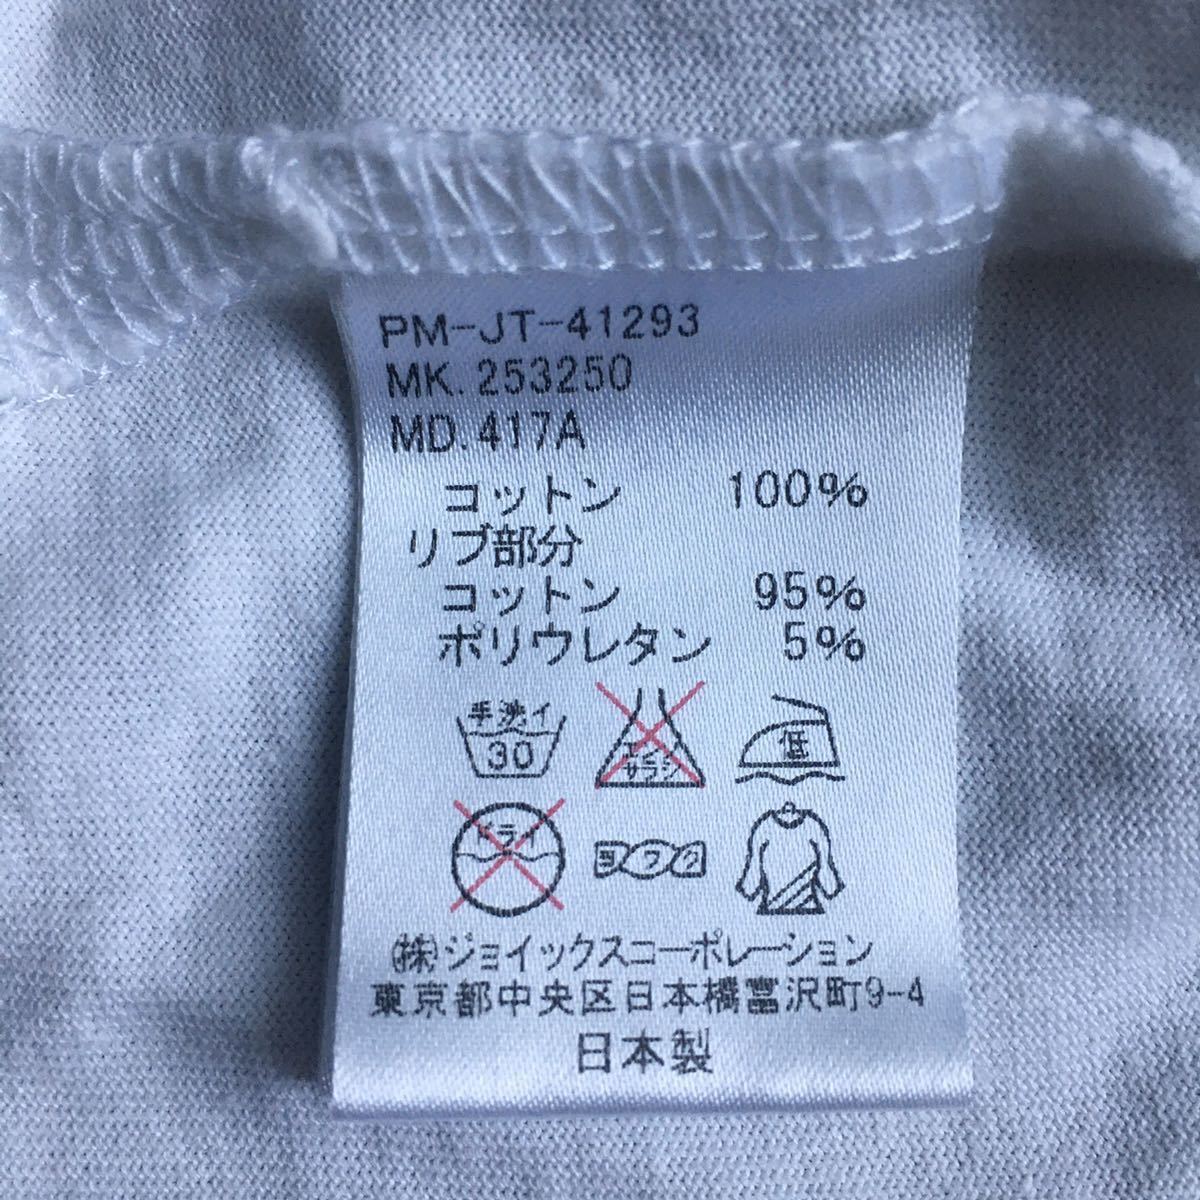 PM-JT-41293
MK.253250
MD.417A
コットン 100%
リブ部分
コットン 95%
ポリウレタン 5%
手洗イ
30
エンソ
サラシ
低
ドライ
ヨワク
㈱ジョイックスコーポレーション
東京都中央区日本橋富沢町9-4
日本製